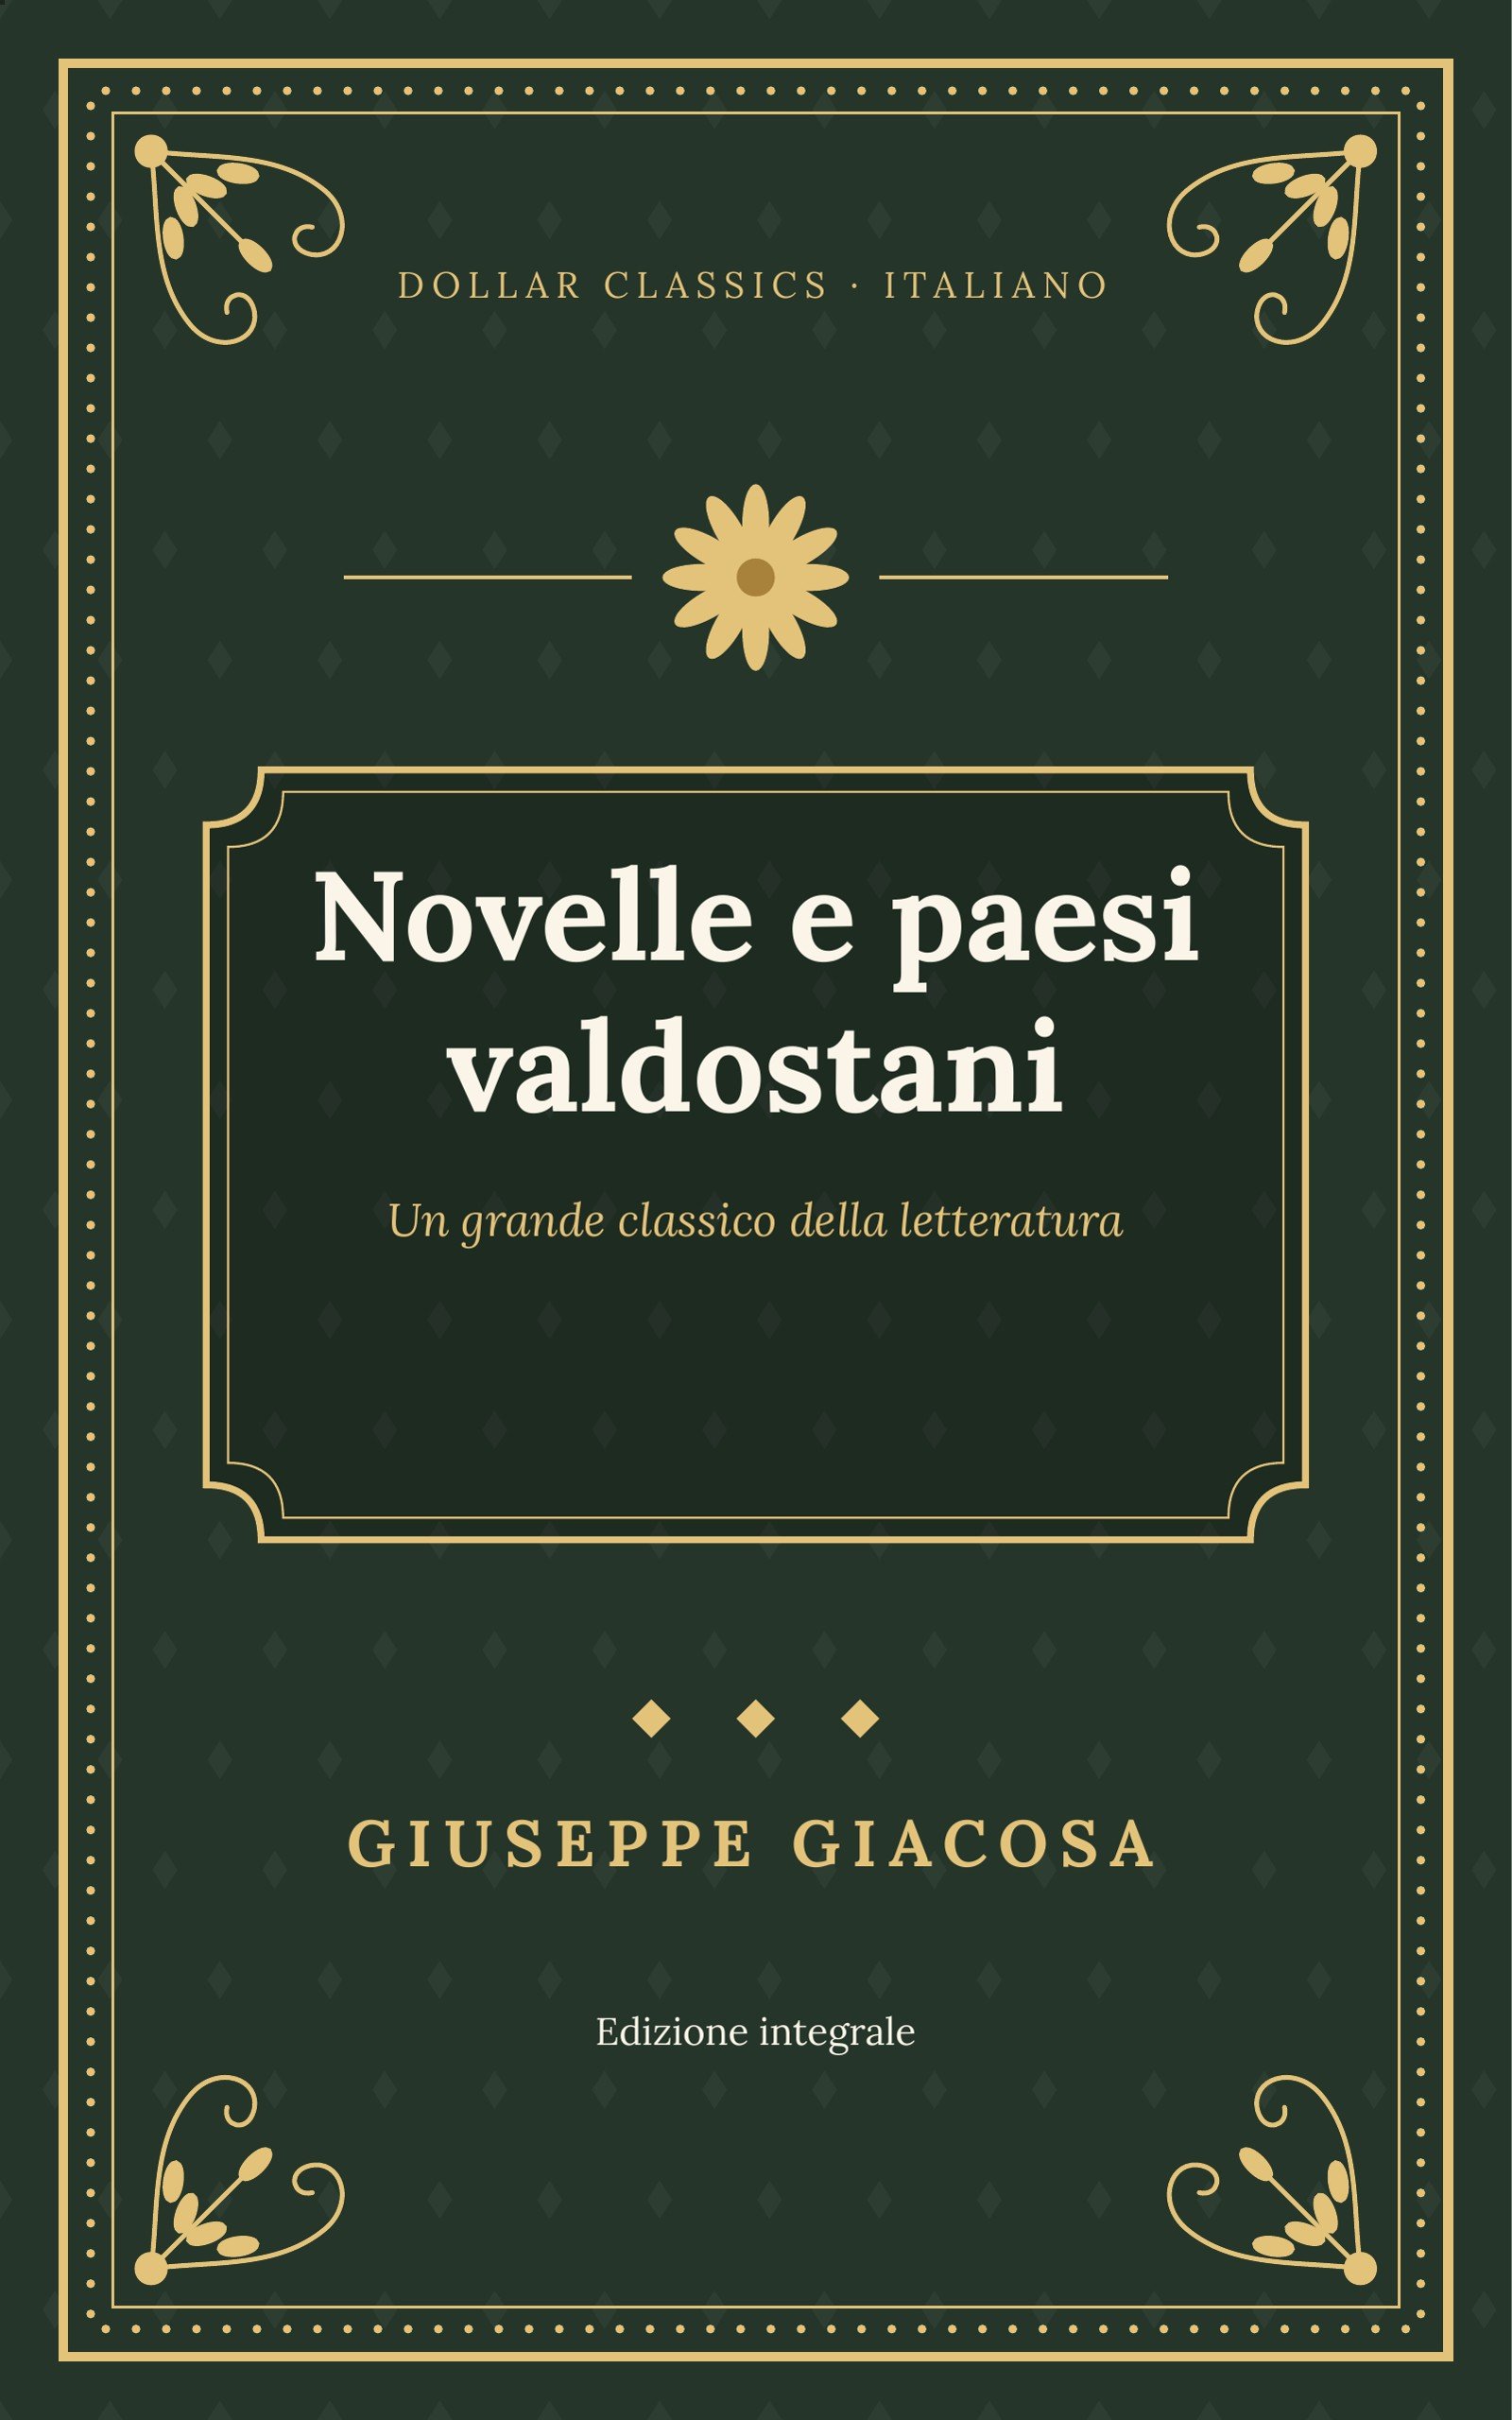 DOLLAR CLASSICS · ITALIANO
Novelle e paesi
valdostani
Un grande classico della letteratura
GIUSEPPE GIACOSA
Edizione integrale